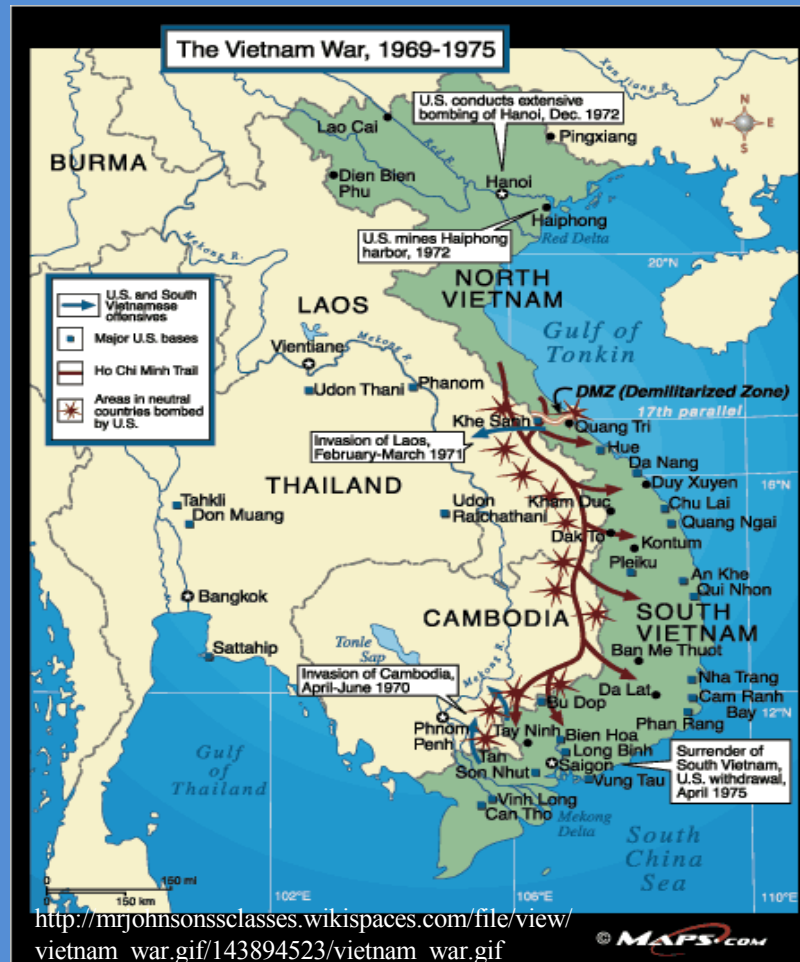 The Vietnam War, 1969-1975
U.S. conducts extensive
bombing of Hanoi, Dec. 1972
Xun Jiang R.
N
W
E
S
Lao Cai
Red R.
Pingxiang
BURMA
Dien Bien
Phu
Hanoi
Haiphong
Red Delta
U.S. mines Haiphong
harbor, 1972
Mekong R.
20°N
NORTH
VIETNAM
U.S. and South
Vietnamese
offensives
Major U.S. bases
Ho Chi Minh Trail
Areas in neutral
countries bombed
by U.S.
LAOS
Gulf of
Tonkin
Vientiane
Mekong R.
Udon Thani
Phanom
DMZ (Demilitarized Zone)
17th parallel
Khe Sanh
Quang Tri
Invasion of Laos,
February-March 1971
Hue
Da Nang
16°N
THAILAND
Duy Xuyen
Tahkli
Don Muang
Udon
Ratchathani
Kham Duc
Chu Lai
Quang Ngai
Dak To
Kontum
Pleiku
An Khe
Qui Nhon
Bangkok
CAMBODIA
SOUTH
VIETNAM
Tonle
Sap
Mekong R.
Sattahip
Ban Me Thuot
Invasion of Cambodia,
April-June 1970
Nha Trang
Da Lat
Cam Ranh
Bay
12°N
Bu Dop
Phan Rang
Phnom
Penh
Tay Ninh
Bien Hoa
Long Binh
Tan
Son Nhut
Saigon
Vung Tau
Surrender of
South Vietnam,
U.S. withdrawal,
April 1975
Gulf
of
Thailand
Vinh Long
Can Tho
Mekong
Delta
South
China
Sea
0
150 mi
0
150 km
102°E
106°E
110°E
http://mrjohnsonssclasses.wikispaces.com/file/view/
vietnam_war.gif/143894523/vietnam_war.gif
© MAPS.COM